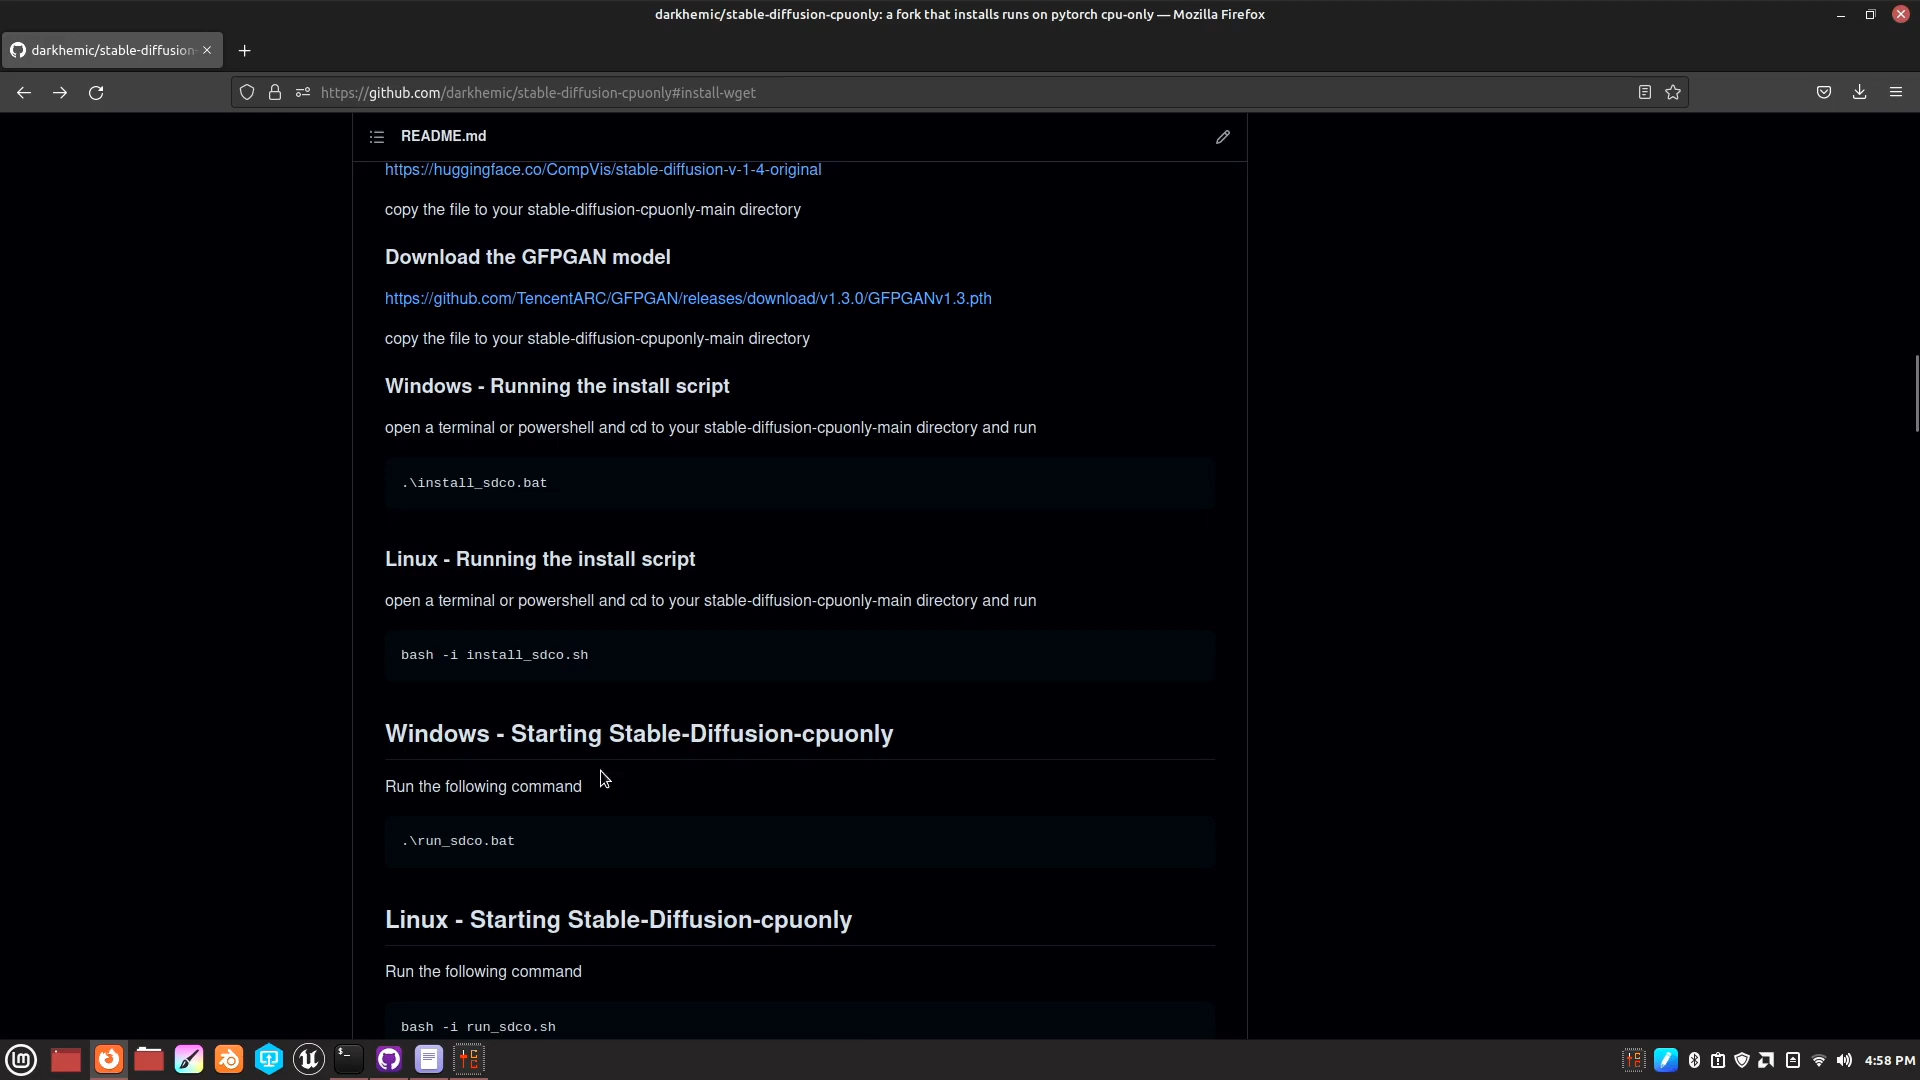 darkhemic/stable-diffusion-cpuonly: a fork that installs runs on pytorch cpu-only — Mozilla Firefox
darkhemic/stable-diffusion-
https://github.com/darkhemic/stable-diffusion-cpuonly#install-wget
README.md
https://huggingface.co/CompVis/stable-diffusion-v-1-4-original
copy the file to your stable-diffusion-cpuonly-main directory
Download the GFPGAN model
https://github.com/TencentARC/GFPGAN/releases/download/v1.3.0/GFPGANv1.3.pth
copy the file to your stable-diffusion-cpuponly-main directory
Windows - Running the install script
open a terminal or powershell and cd to your stable-diffusion-cpuonly-main directory and run
.\install_sdco.bat
Linux - Running the install script
open a terminal or powershell and cd to your stable-diffusion-cpuonly-main directory and run
bash -i install_sdco.sh
Windows - Starting Stable-Diffusion-cpuonly
Run the following command
.\run_sdco.bat
Linux - Starting Stable-Diffusion-cpuonly
Run the following command
bash -i run_sdco.sh
4:58 PM